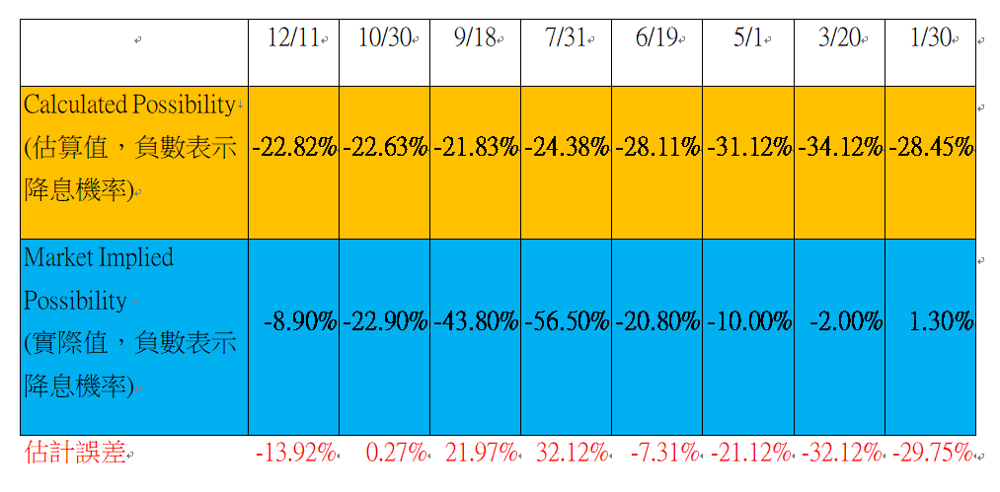 12/11 10/30 9/18 7/31 6/19 5/1 3/20 1/30
Calculated Possibility
(估算值，負數表示
降息機率)
-22.82% -22.63% -21.83% -24.38% -28.11% -31.12% -34.12% -28.45%
Market Implied
Possibility
(實際值，負數表示
降息機率)
-8.90% -22.90% -43.80% -56.50% -20.80% -10.00% -2.00% 1.30%
估計誤差 -13.92% 0.27% 21.97% 32.12% -7.31% -21.12% -32.12% -29.75%